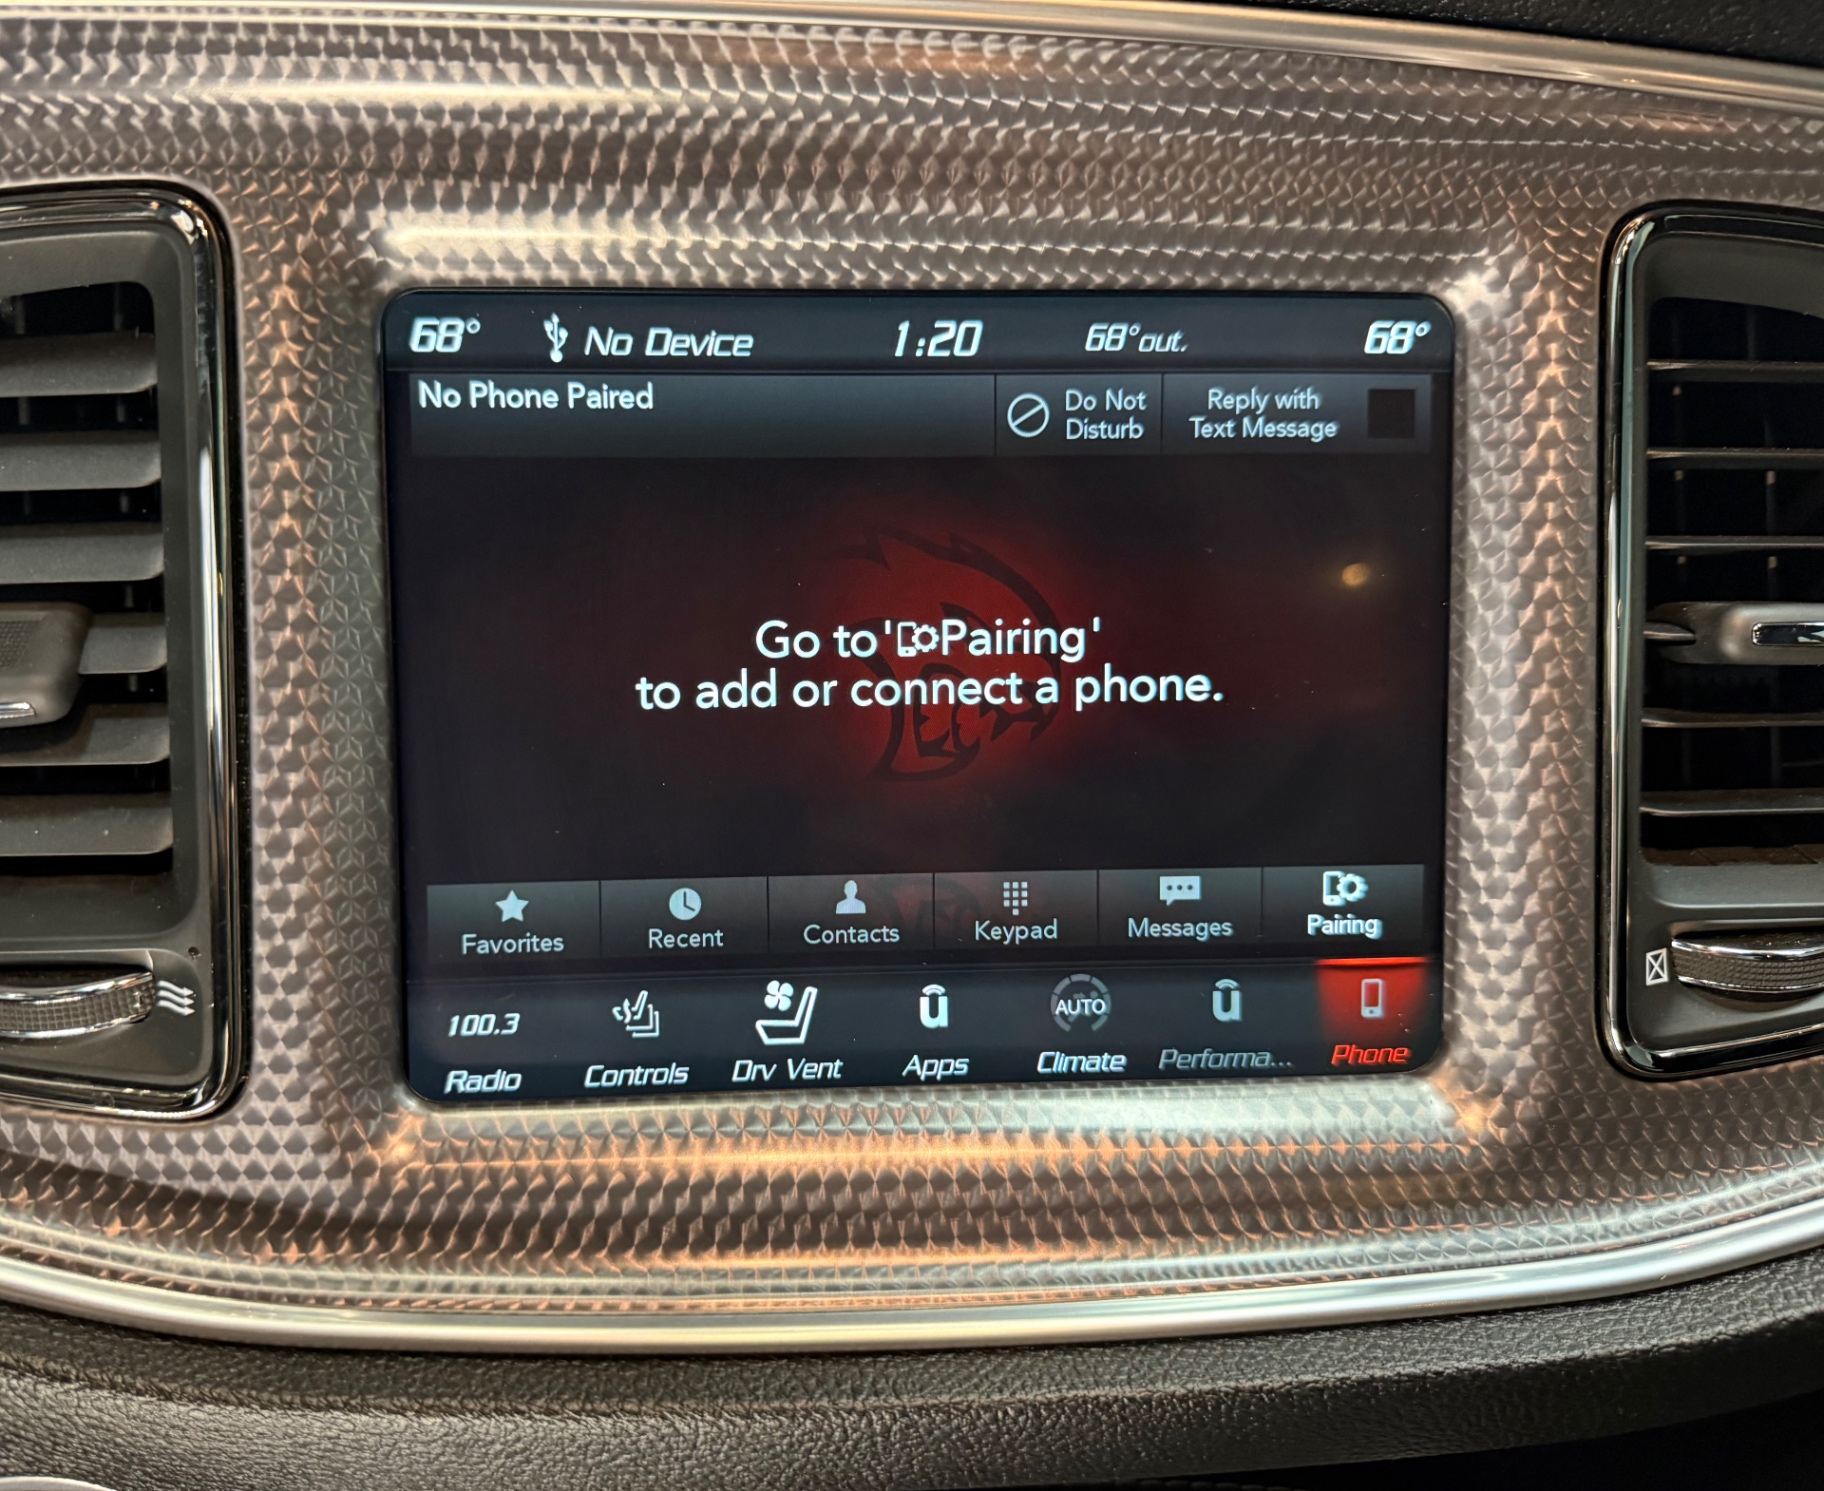 68° No Device 1:20 68° out. 68°
No Phone Paired
Do Not
Disturb
Reply with
Text Message
Go to 'Pairing'
to add or connect a phone.
Favorites Recent Contacts Keypad Messages Pairing
100.3 AUTO
Radio Controls Drv Vent Apps Climate Performa... Phone